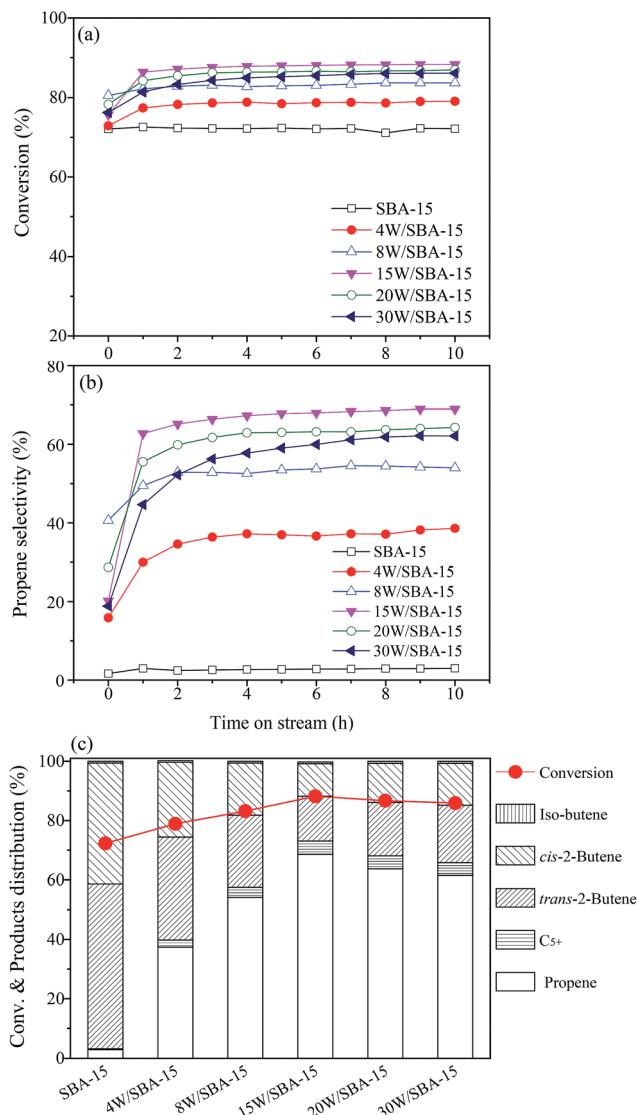 (a)
100
80
60
40
20
Conversion (%)
SBA-15
4W/SBA-15
8W/SBA-15
15W/SBA-15
20W/SBA-15
30W/SBA-15
0 2 4 6 8 10
(b)
80
60
40
20
0
Propene selectivity (%)
SBA-15
4W/SBA-15
8W/SBA-15
15W/SBA-15
20W/SBA-15
30W/SBA-15
0 2 4 6 8 10
Time on stream (h)
(c)
100
80
60
40
20
0
Conv. & Products distribution (%)
Conversion
Iso-butene
cis-2-Butene
trans-2-Butene
C5+
Propene
SBA-15 4W/SBA-15 8W/SBA-15 15W/SBA-15 20W/SBA-15 30W/SBA-15